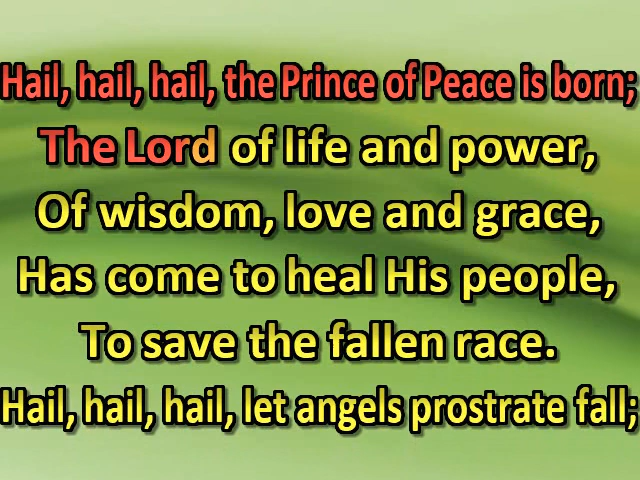 Hail, hail, hail, the Prince of Peace is born;
The Lord of life and power,
Of wisdom, love and grace,
Has come to heal His people,
To save the fallen race.
Hail, hail, hail, let angels prostrate fall;